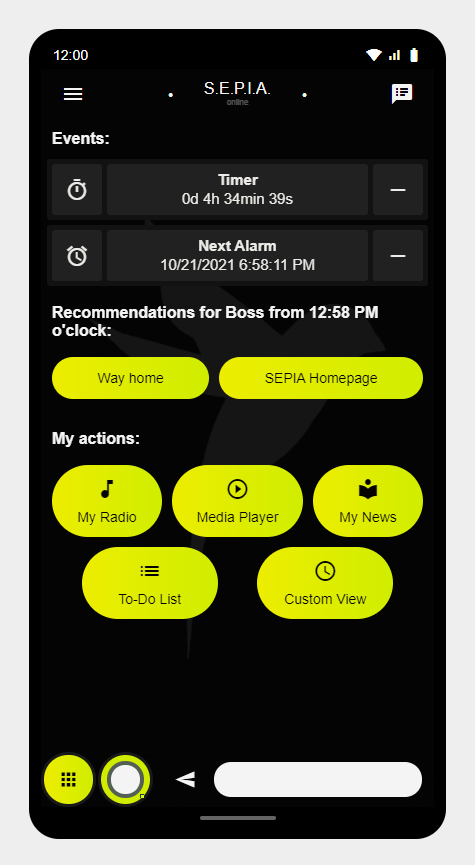 12:00
S.E.P.I.A.
online
Events:
Timer
0d 4h 34min 39s
Next Alarm
10/21/2021 6:58:11 PM
Recommendations for Boss from 12:58 PM
o'clock:
Way home
SEPIA Homepage
My actions:
My Radio
Media Player
My News
To-Do List
Custom View